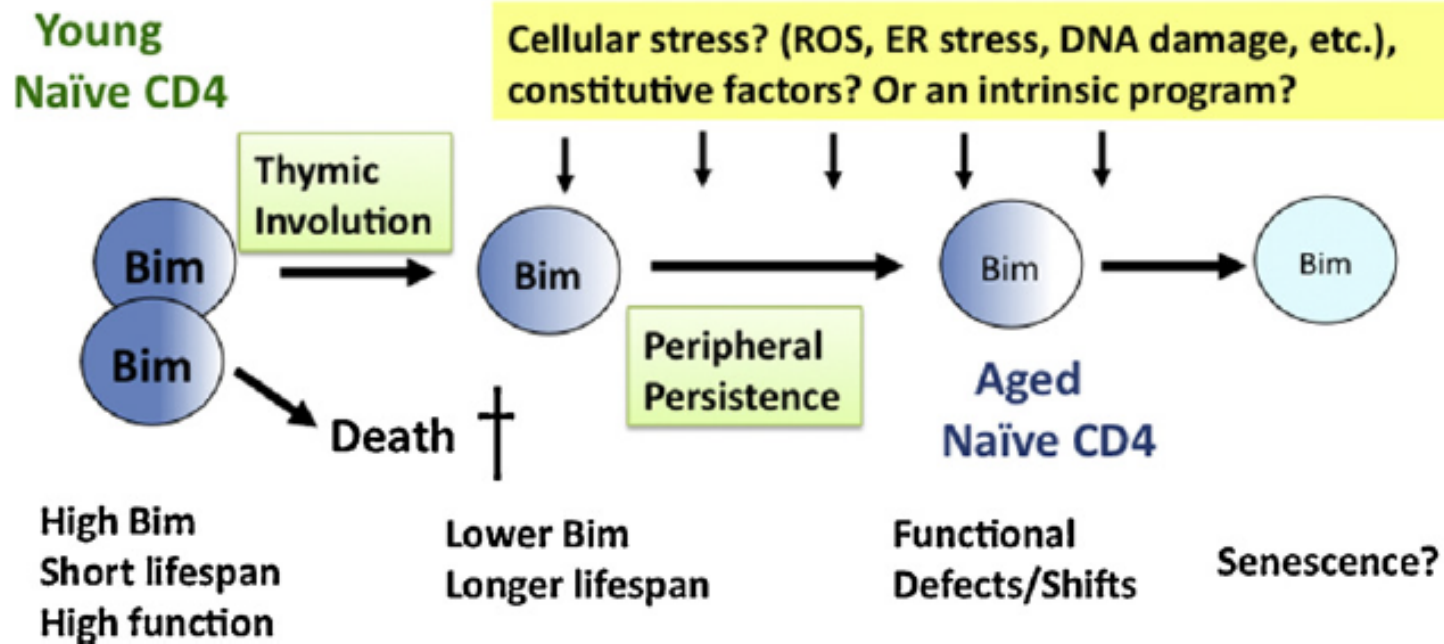 Young
Naïve CD4
Cellular stress? (ROS, ER stress, DNA damage, etc.),
constitutive factors? Or an intrinsic program?
Thymic
Involution
Bim
Bim
Bim
Bim
Bim
Peripheral
Persistence
Aged
Naïve CD4
Death
High Bim
Short lifespan
High function
Lower Bim
Longer lifespan
Functional
Defects/Shifts
Senescence?